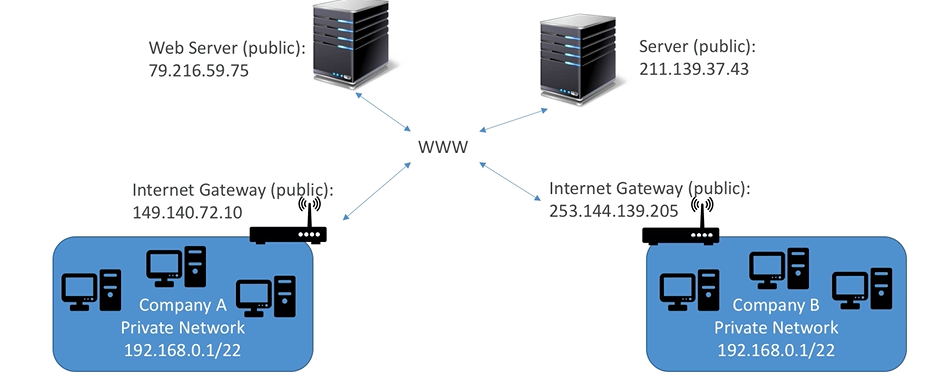 Web Server (public):
79.216.59.75
Server (public):
211.139.37.43
WWW
Internet Gateway (public):
149.140.72.10
Internet Gateway (public):
253.144.139.205
Company A
Private Network
192.168.0.1/22
Company B
Private Network
192.168.0.1/22